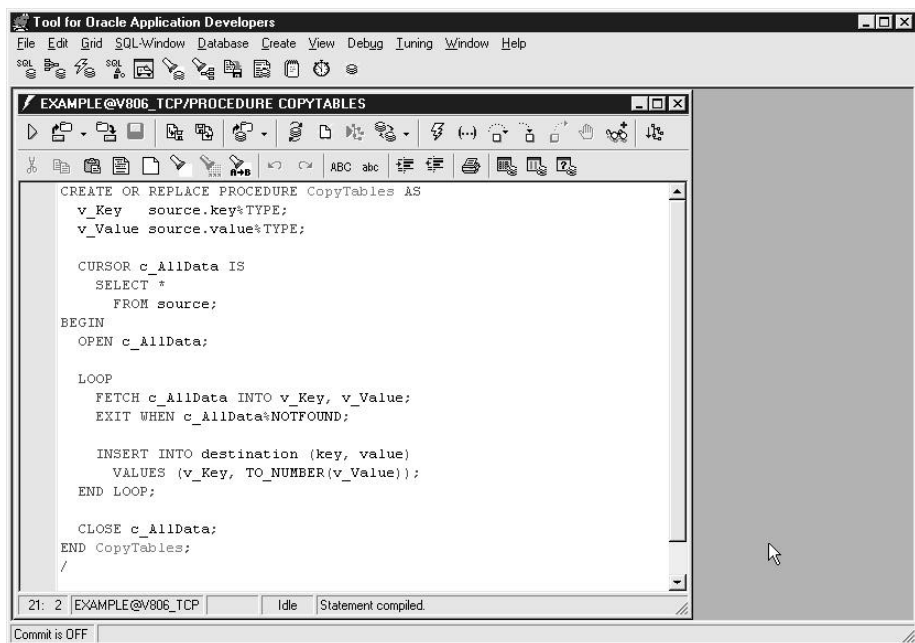 Tool for Oracle Application Developers
File Edit Grid SQL-Window Database Create View Debug Tuning Window Help
SQL SQL
EXAMPLE@V806_TCP/PROCEDURE COPYTABLES
A+B ABC abc
CREATE OR REPLACE PROCEDURE CopyTables AS
v_Key source.key%TYPE;
v_Value source.value%TYPE;
CURSOR c_AllData IS
SELECT *
FROM source;
BEGIN
OPEN c_AllData;
LOOP
FETCH c_AllData INTO v_Key, v_Value;
EXIT WHEN c_AllData%NOTFOUND;
INSERT INTO destination (key, value)
VALUES (v_Key, TO_NUMBER(v_Value));
END LOOP;
CLOSE c_AllData;
END CopyTables;
/
21: 2 EXAMPLE@V806_TCP Idle Statement compiled.
Commit is OFF